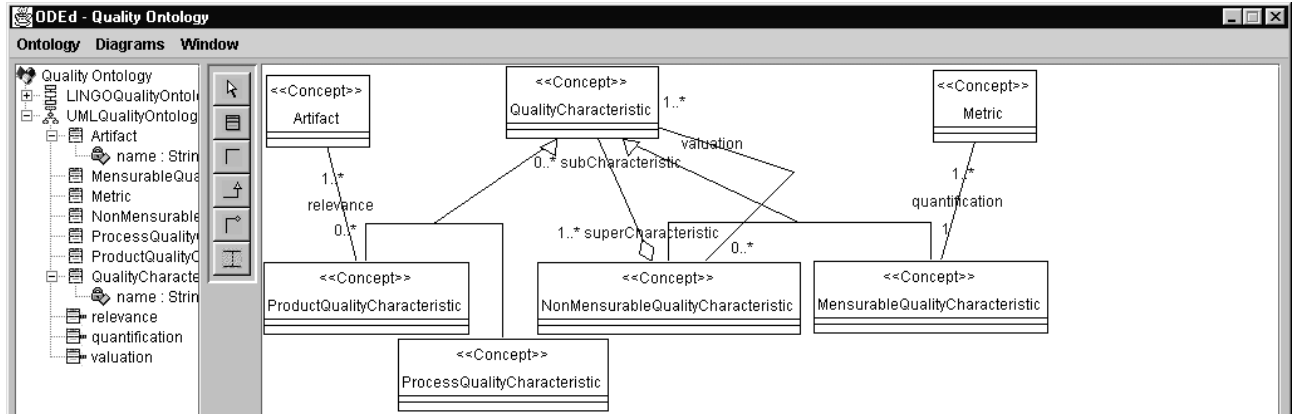 ODEd - Quality Ontology
Ontology Diagrams Window
Quality Ontology
LINGOQualityOntol
UMLQualityOntolog
Artifact
name : Strin
MensurableQua
Metric
NonMensurable
ProcessQuality
ProductQualityC
QualityCharacte
name : Strin
relevance
quantification
valuation
<<Concept>>
Artifact
<<Concept>>
QualityCharacteristic
<<Concept>>
Metric
1..*
valuation
0..* subCharacteristic
1..*
relevance
0..*
1..* superCharacteristic
0..*
1..*
quantification
1
<<Concept>>
ProductQualityCharacteristic
<<Concept>>
NonMensurableQualityCharacteristic
<<Concept>>
MensurableQualityCharacteristic
<<Concept>>
ProcessQualityCharacteristic